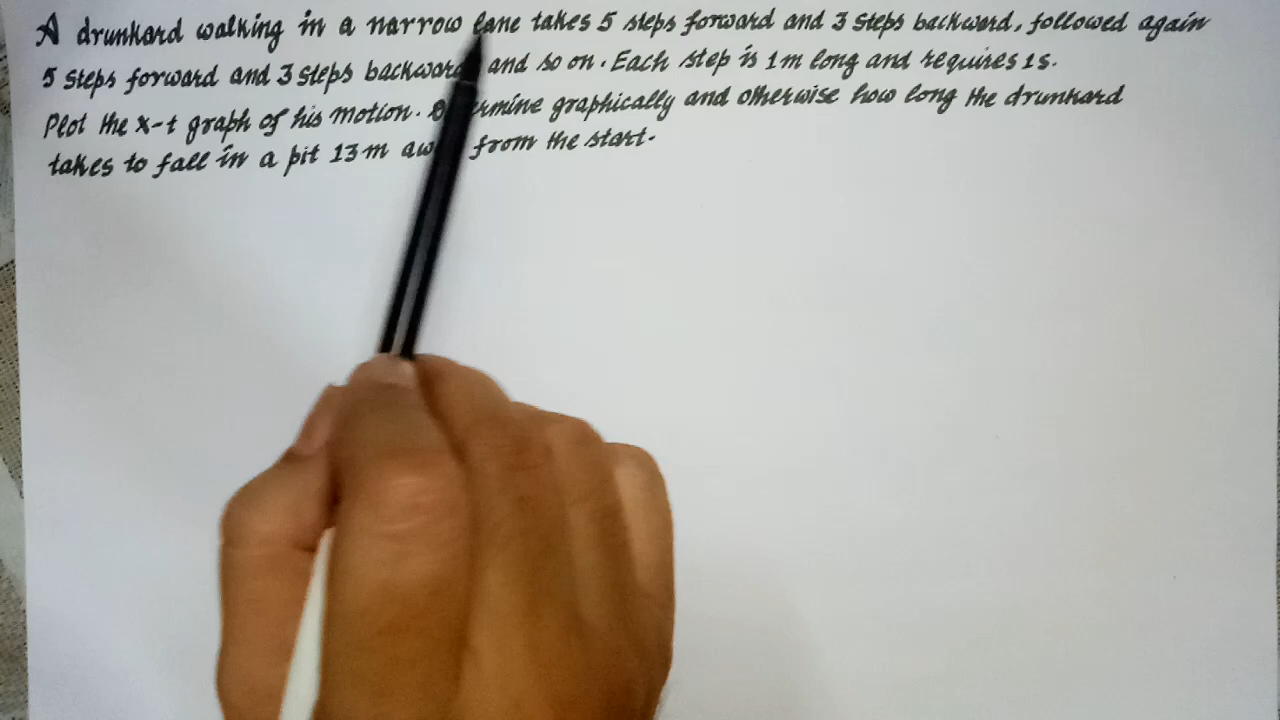 A drunkard walking in a narrow lane takes 5 steps forward and 3 steps backward, followed again
5 steps forward and 3 steps backward and so on. Each step is 1m long and requires 1s.
Plot the x-t graph of his motion. Determine graphically and otherwise how long the drunkard
takes to fall in a pit 13m away from the start.